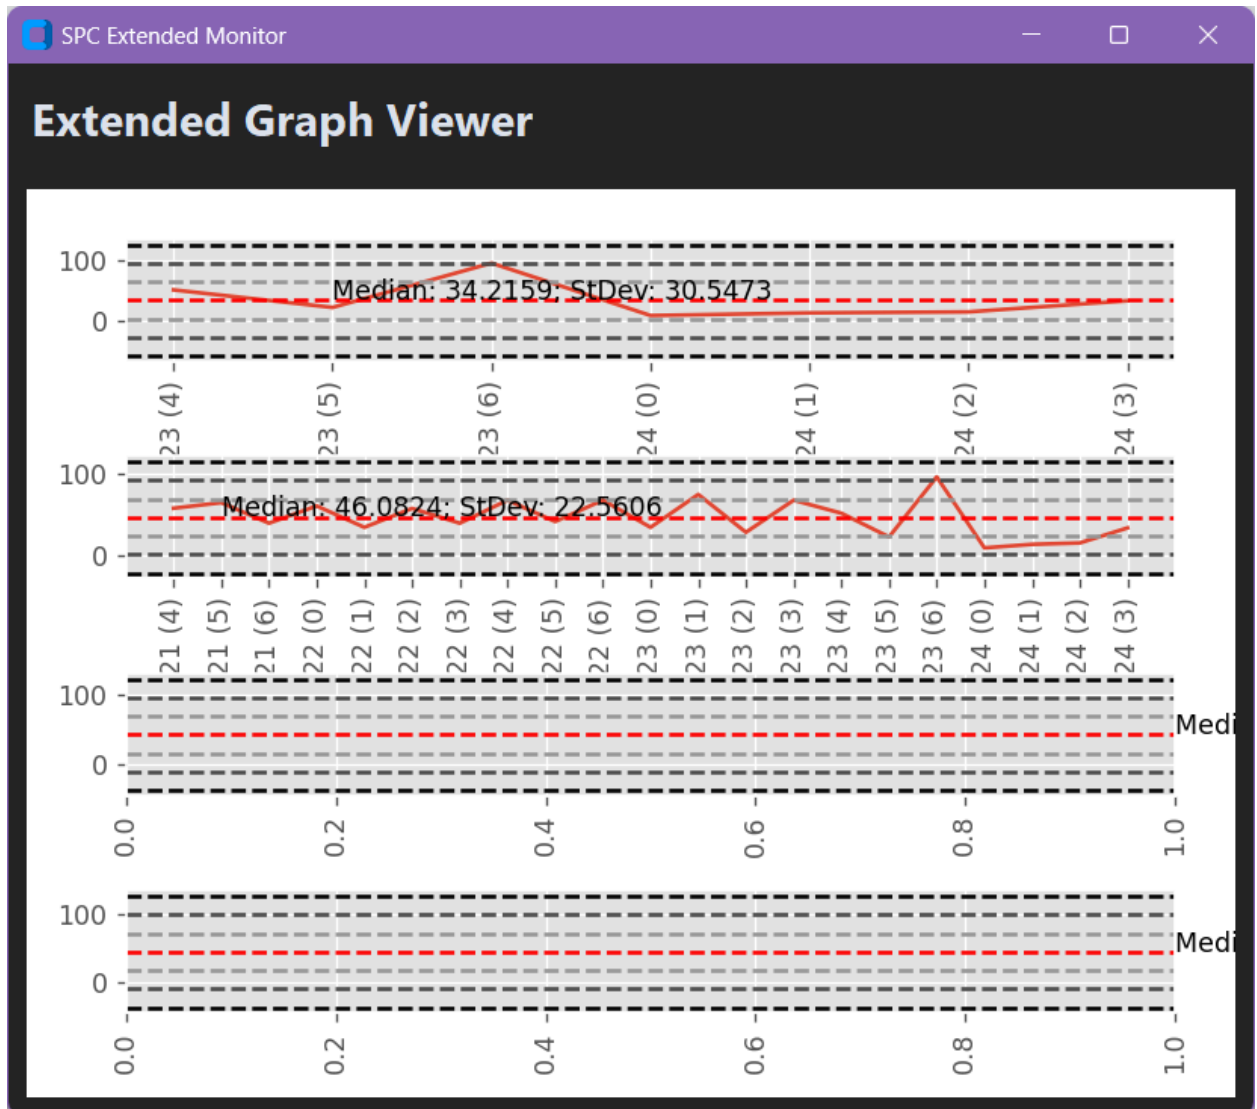 SPC Extended Monitor
Extended Graph Viewer
100
0
Median: 34.2159; StDev: 30.5473
23 (4) 23 (5) 23 (6) 24 (0) 24 (1) 24 (2) 24 (3)
100
0
Median: 46.0824; StDev: 22.5606
21 (4) 21 (5) 21 (6) 22 (0) 22 (1) 22 (2) 22 (3) 22 (4) 22 (5) 22 (6) 23 (0) 23 (1) 23 (2) 23 (3) 23 (4) 23 (5) 23 (6) 24 (0) 24 (1) 24 (2) 24 (3)
100
0
Medi
0.0 0.2 0.4 0.6 0.8 1.0
100
0
Medi
0.0 0.2 0.4 0.6 0.8 1.0